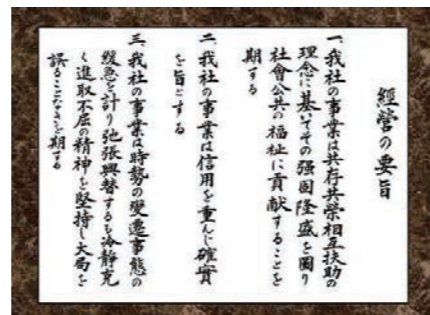 經營の要旨
一、我社の事業は共存共榮相互扶助の
理念に基いてその强固隆盛を圖り
社會公共の福祉に貢献することを
期する
二、我社の事業は信用を重んじ確實
を旨とする
三、我社の事業は時勢の變遷事態の
緩急を計り弛張興替するも冷静克
く進取不屈の精神を堅持し大局を
誤ることなきを期する